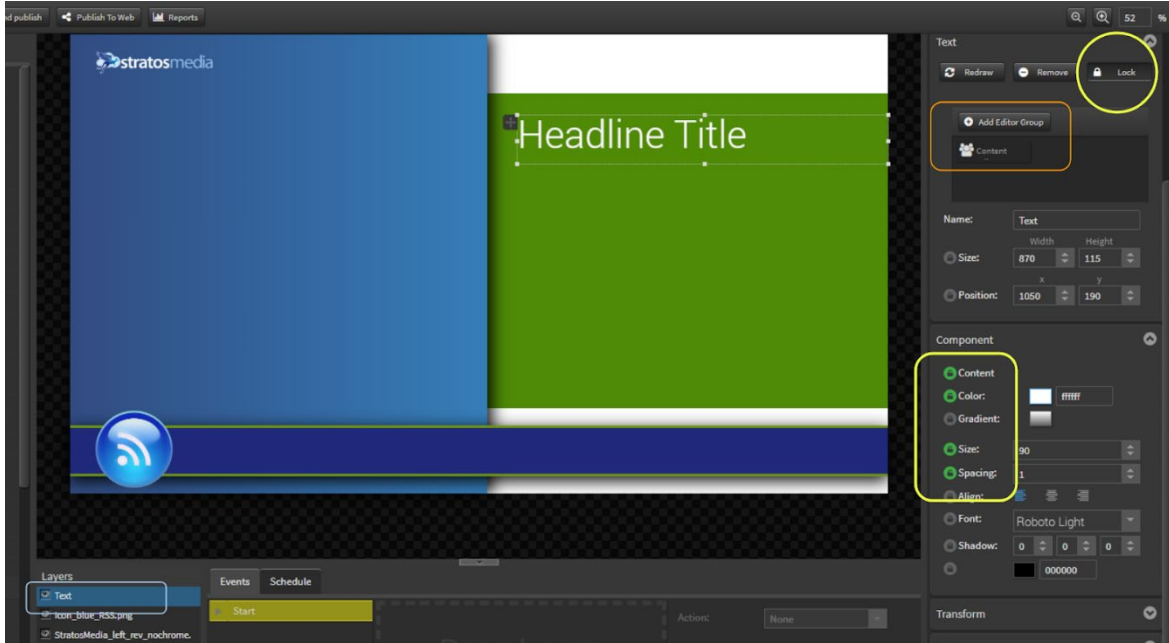 nd publish Publish To Web Reports 52 %
stratosmedia
Headline Title
Text
Redraw Remove Lock
Add Editor Group
Content
Name: Text
Width Height
Size: 870 115
x y
Position: 1050 190
Component
Content
Color: ffffff
Gradient:
Size: 90
Spacing: 1
Align:
Font: Roboto Light
Shadow: 0 0 0
000000
Transform
Layers
Text
icon_blue_RSS.png
StratosMedia_left_rev_nochrome.
Events Schedule
Start
Action: None